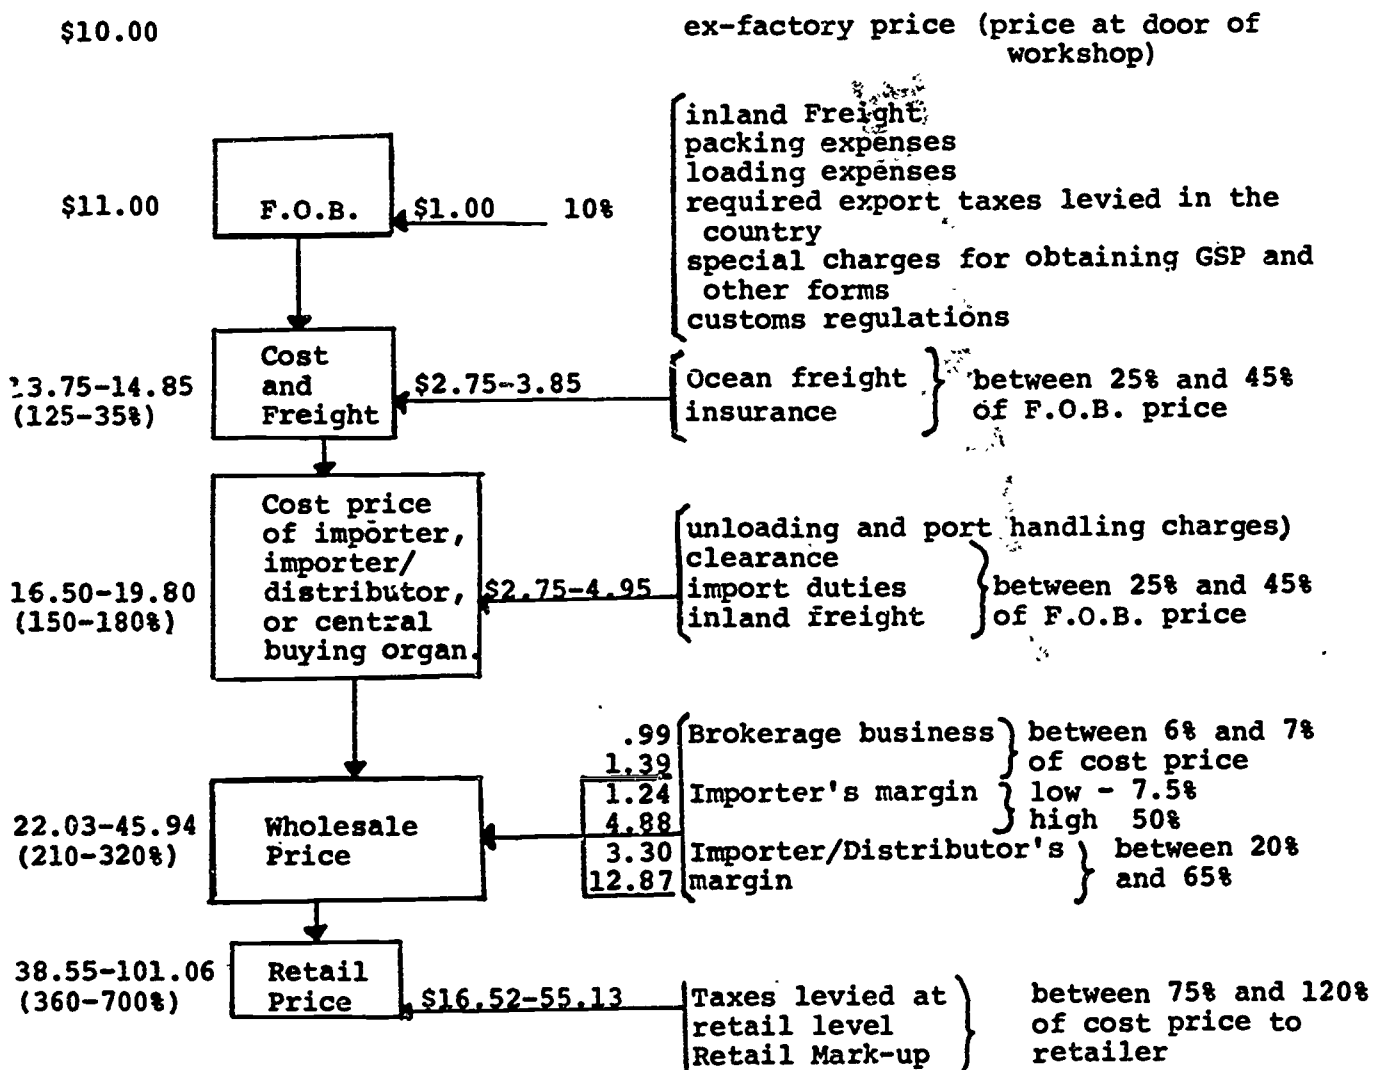 $10.00 ex-factory price (price at door of
workshop)
inland Freight
packing expenses
loading expenses
$11.00 F.O.B. $1.00 10% required export taxes levied in the
country
special charges for obtaining GSP and
other forms
customs regulations
Cost
and
Freight
3.75-14.85
(125-35%)
$2.75-3.85
Ocean freight
insurance
between 25% and 45%
of F.O.B. price
Cost price
of importer,
importer/
distributor,
or central
buying organ.
16.50-19.80
(150-180%)
$2.75-4.95
unloading and port handling charges)
clearance
import duties
inland freight
between 25% and 45%
of F.O.B. price
.99 Brokerage business between 6% and 7%
1.39 of cost price
1.24 Importer's margin low - 7.5%
4.88 high 50%
3.30 Importer/Distributor's between 20%
12.87 margin and 65%
22.03-45.94
(210-320%)
Wholesale
Price
38.55-101.06
(360-700%)
Retail
Price
$16.52-55.13
Taxes levied at
retail level
Retail Mark-up
between 75% and 120%
of cost price to
retailer